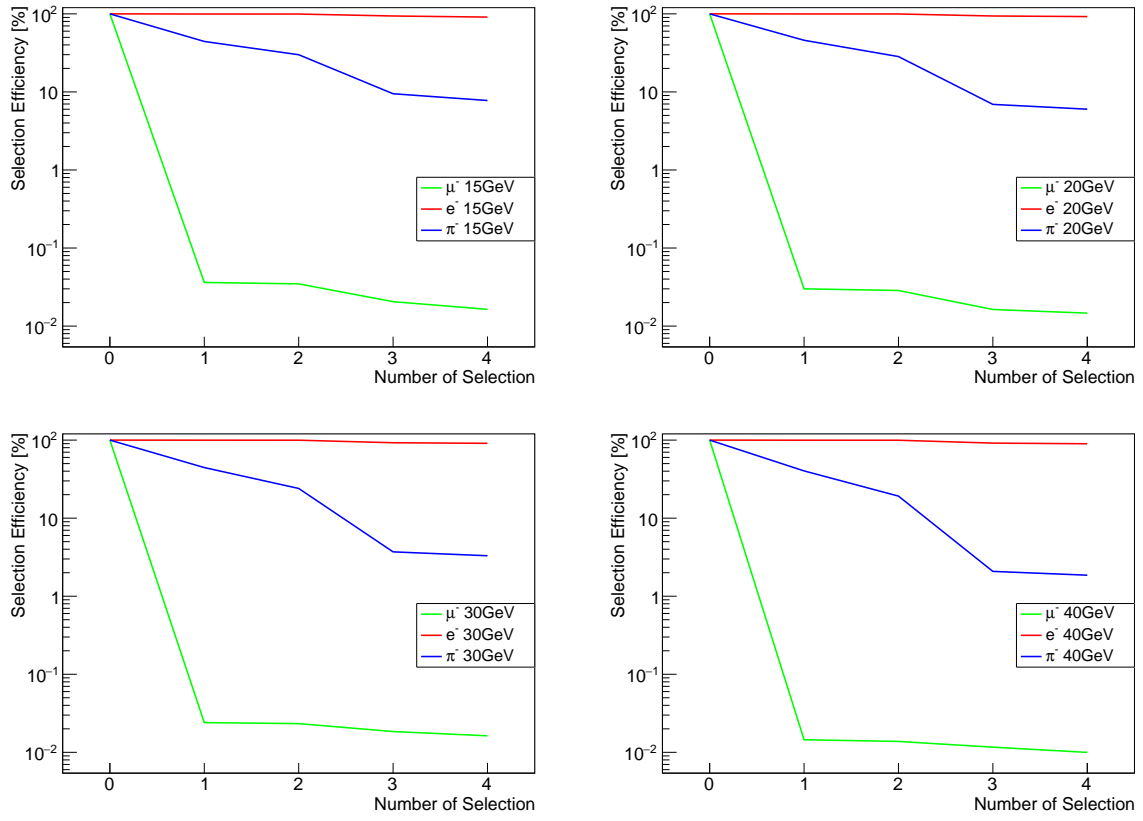 Selection Efficiency [%]
10²
10
1
10⁻¹
10⁻²
μ⁻ 15GeV
e⁻ 15GeV
π⁻ 15GeV
0 1 2 3 4
Number of Selection
Selection Efficiency [%]
10²
10
1
10⁻¹
10⁻²
μ⁻ 20GeV
e⁻ 20GeV
π⁻ 20GeV
0 1 2 3 4
Number of Selection
Selection Efficiency [%]
10²
10
1
10⁻¹
10⁻²
μ⁻ 30GeV
e⁻ 30GeV
π⁻ 30GeV
0 1 2 3 4
Number of Selection
Selection Efficiency [%]
10²
10
1
10⁻¹
10⁻²
μ⁻ 40GeV
e⁻ 40GeV
π⁻ 40GeV
0 1 2 3 4
Number of Selection